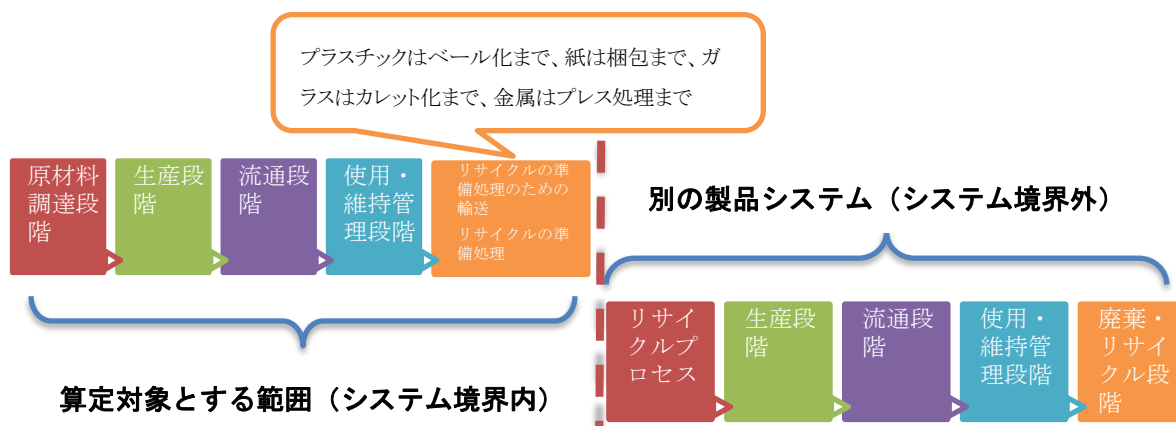 プラスチックはベール化まで、紙は梱包まで、ガ
ラスはカレット化まで、金属はプレス処理まで
原材料
調達段
階
生産段
階
流通段
階
使用・
維持管
理段階
リサイクルの準
備処理のための
輸送
リサイクルの準
備処理
別の製品システム（システム境界外）
算定対象とする範囲（システム境界内）
リサイ
クルプ
ロセス
生産段
階
流通段
階
使用・
維持管
理段階
廃棄・
リサイ
クル段
階